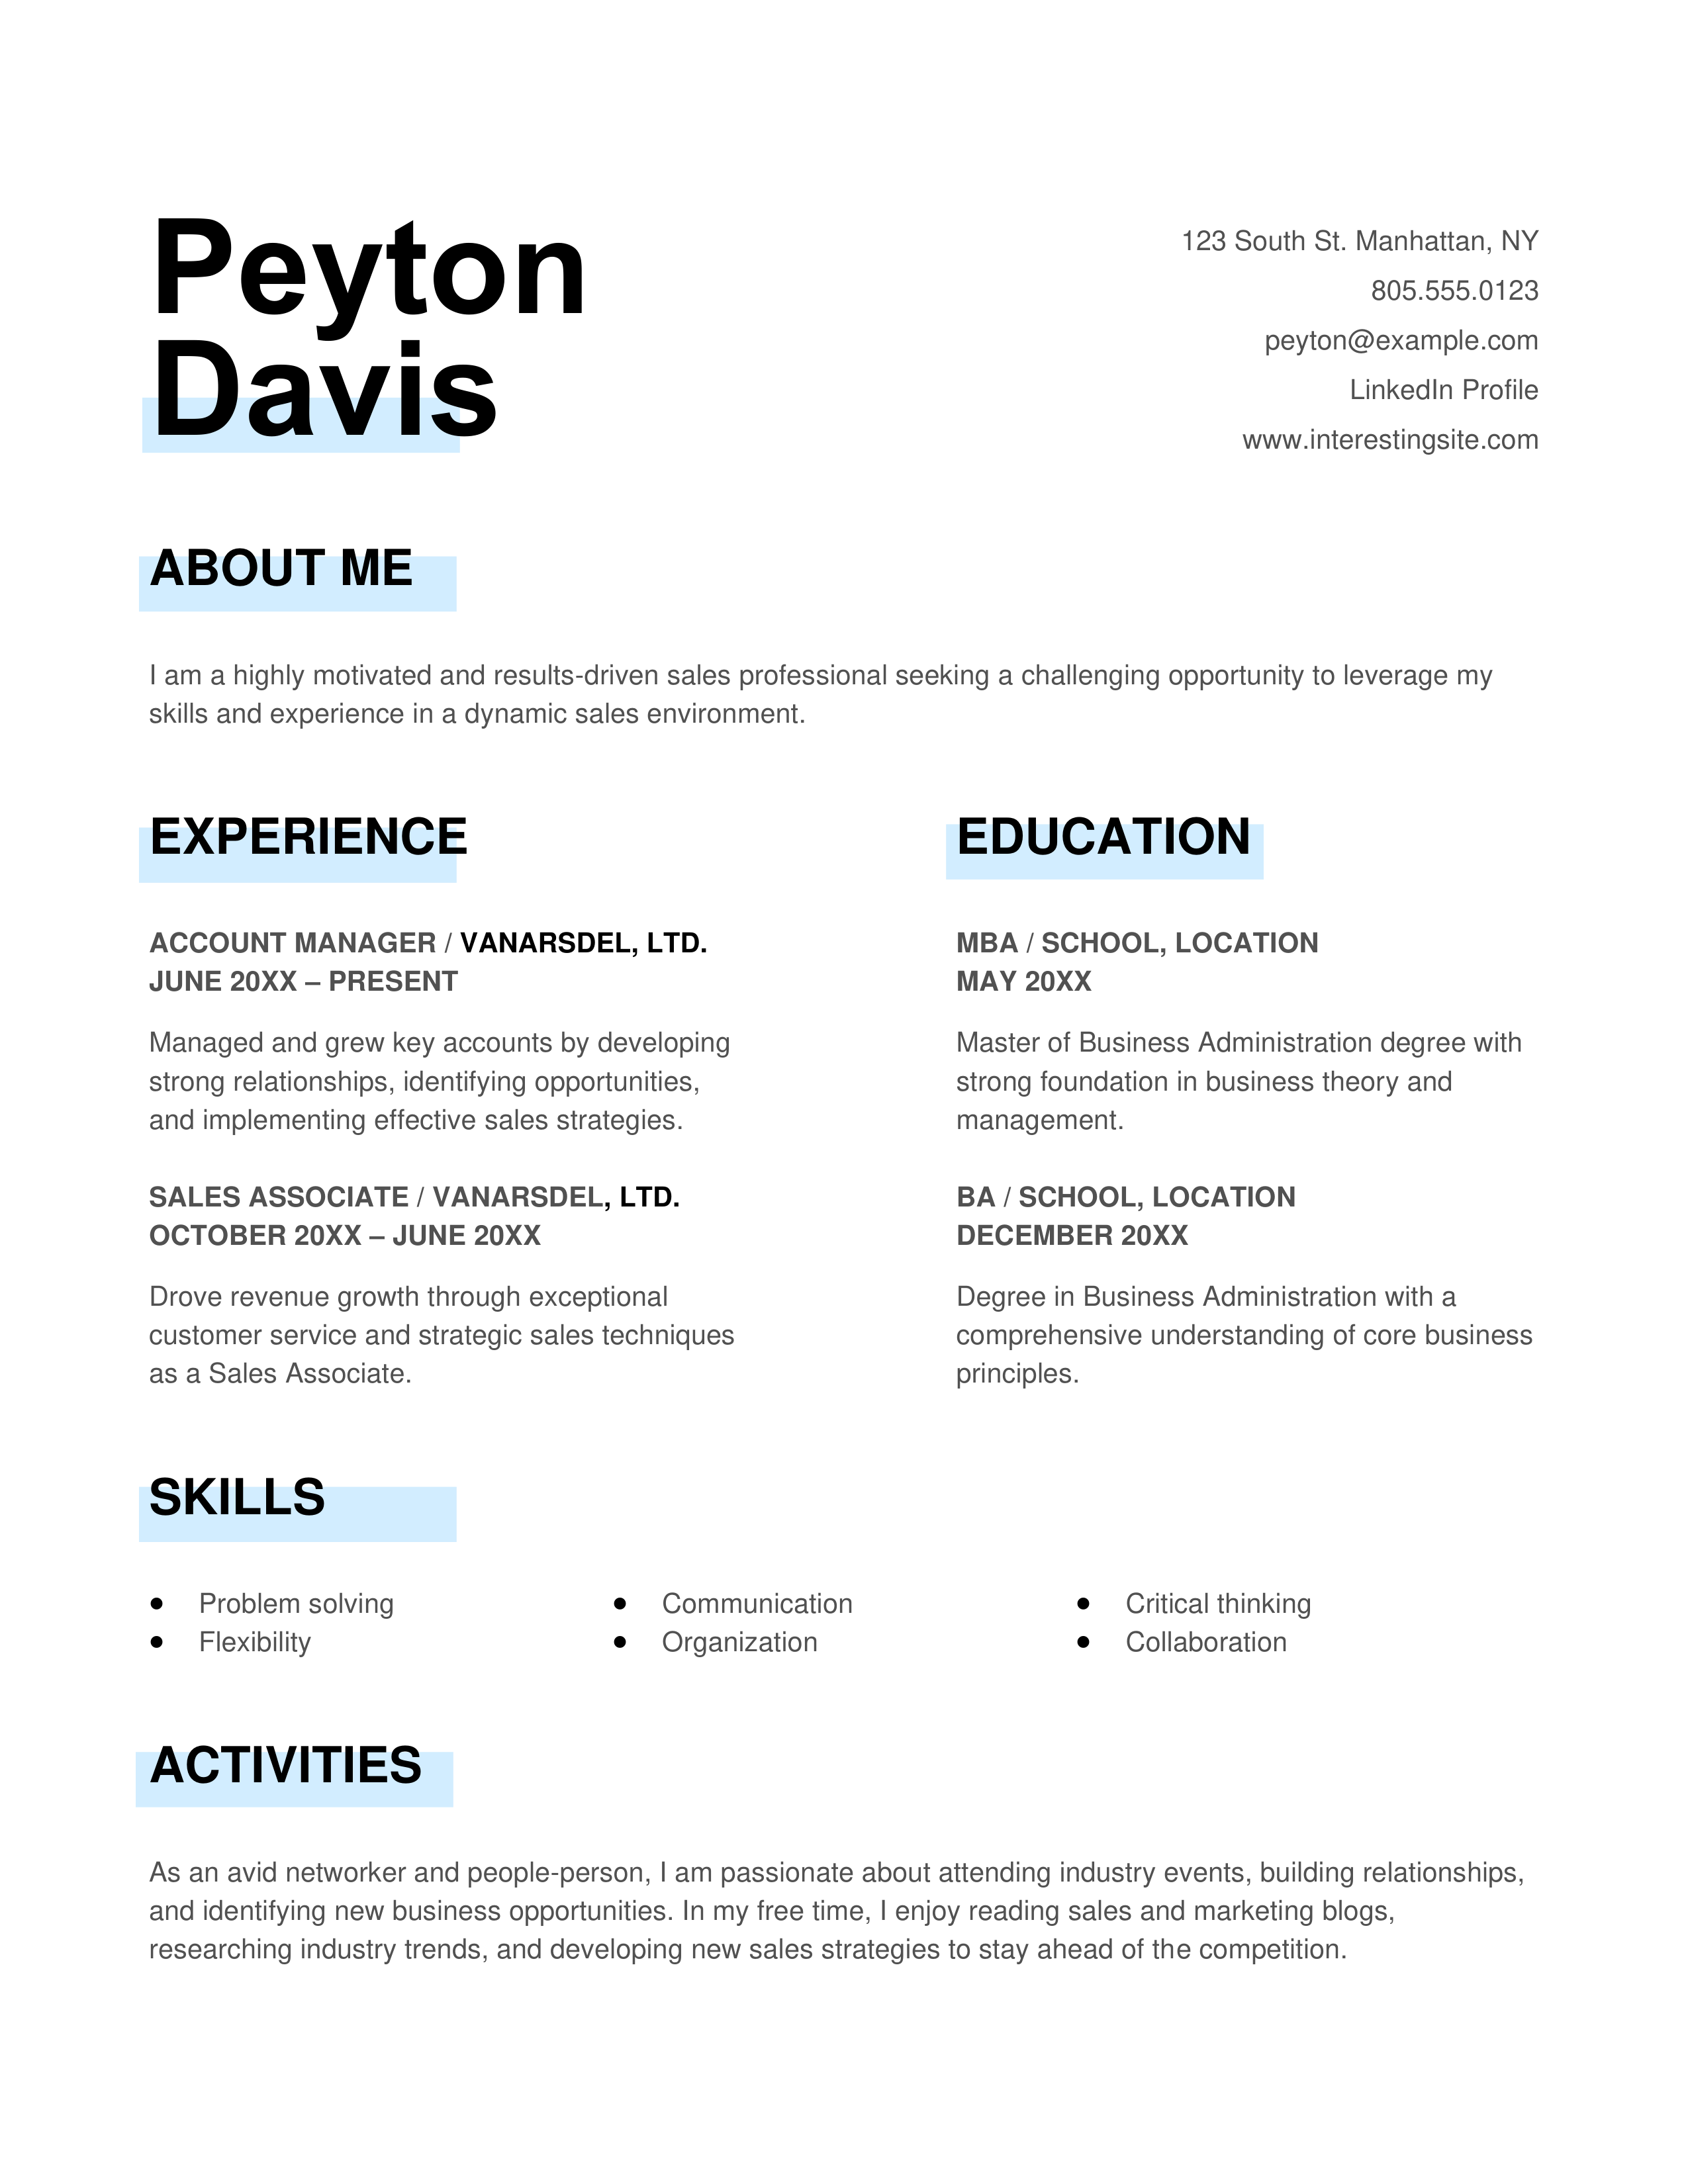 Peyton
Davis
123 South St. Manhattan, NY
805.555.0123
peyton@example.com
LinkedIn Profile
www.interestingsite.com
ABOUT ME
I am a highly motivated and results-driven sales professional seeking a challenging opportunity to leverage my
skills and experience in a dynamic sales environment.
EXPERIENCE
ACCOUNT MANAGER / VANARSDEL, LTD.
JUNE 20XX – PRESENT
Managed and grew key accounts by developing
strong relationships, identifying opportunities,
and implementing effective sales strategies.
SALES ASSOCIATE / VANARSDEL, LTD.
OCTOBER 20XX – JUNE 20XX
Drove revenue growth through exceptional
customer service and strategic sales techniques
as a Sales Associate.
EDUCATION
MBA / SCHOOL, LOCATION
MAY 20XX
Master of Business Administration degree with
strong foundation in business theory and
management.
BA / SCHOOL, LOCATION
DECEMBER 20XX
Degree in Business Administration with a
comprehensive understanding of core business
principles.
SKILLS
• Problem solving
• Flexibility
• Communication
• Organization
• Critical thinking
• Collaboration
ACTIVITIES
As an avid networker and people-person, I am passionate about attending industry events, building relationships,
and identifying new business opportunities. In my free time, I enjoy reading sales and marketing blogs,
researching industry trends, and developing new sales strategies to stay ahead of the competition.